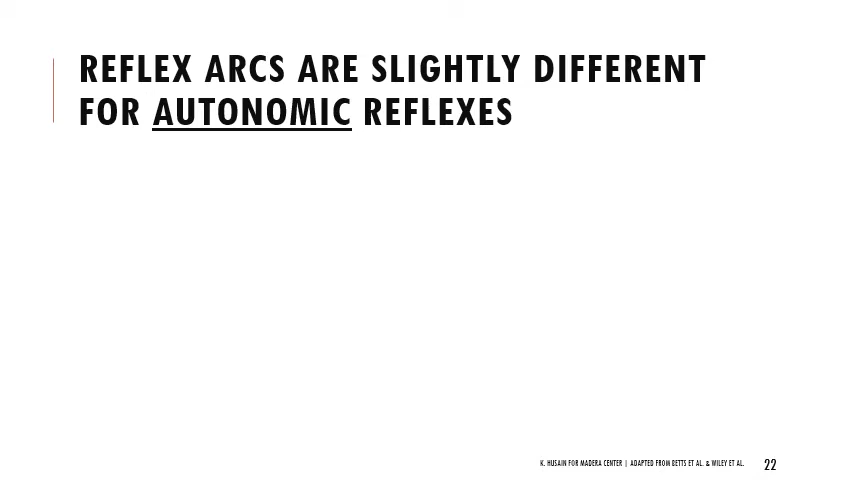 REFLEX ARCS ARE SLIGHTLY DIFFERENT
FOR AUTONOMIC REFLEXES
K. HUSAIN FOR MADERA CENTER | ADAPTED FROM BETTS ET AL. & WILEY ET AL.
22